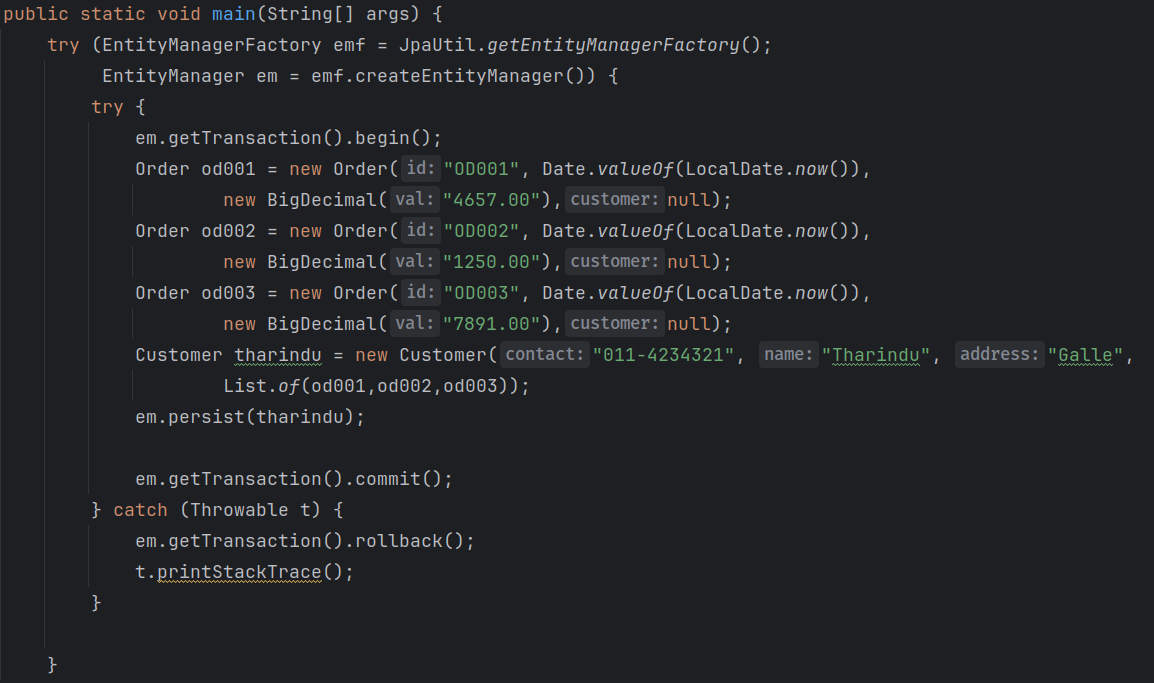 public static void main(String[] args) {
    try (EntityManagerFactory emf = JpaUtil.getEntityManagerFactory();
         EntityManager em = emf.createEntityManager()) {
        try {
            em.getTransaction().begin();
            Order od001 = new Order( id: "OD001", Date.valueOf(LocalDate.now()),
                    new BigDecimal( val: "4657.00"), customer: null);
            Order od002 = new Order( id: "OD002", Date.valueOf(LocalDate.now()),
                    new BigDecimal( val: "1250.00"), customer: null);
            Order od003 = new Order( id: "OD003", Date.valueOf(LocalDate.now()),
                    new BigDecimal( val: "7891.00"), customer: null);
            Customer tharindu = new Customer( contact: "011-4234321", name: "Tharindu", address: "Galle",
                    List.of(od001,od002,od003));
            em.persist(tharindu);
            em.getTransaction().commit();
        } catch (Throwable t) {
            em.getTransaction().rollback();
            t.printStackTrace();
        }
    }